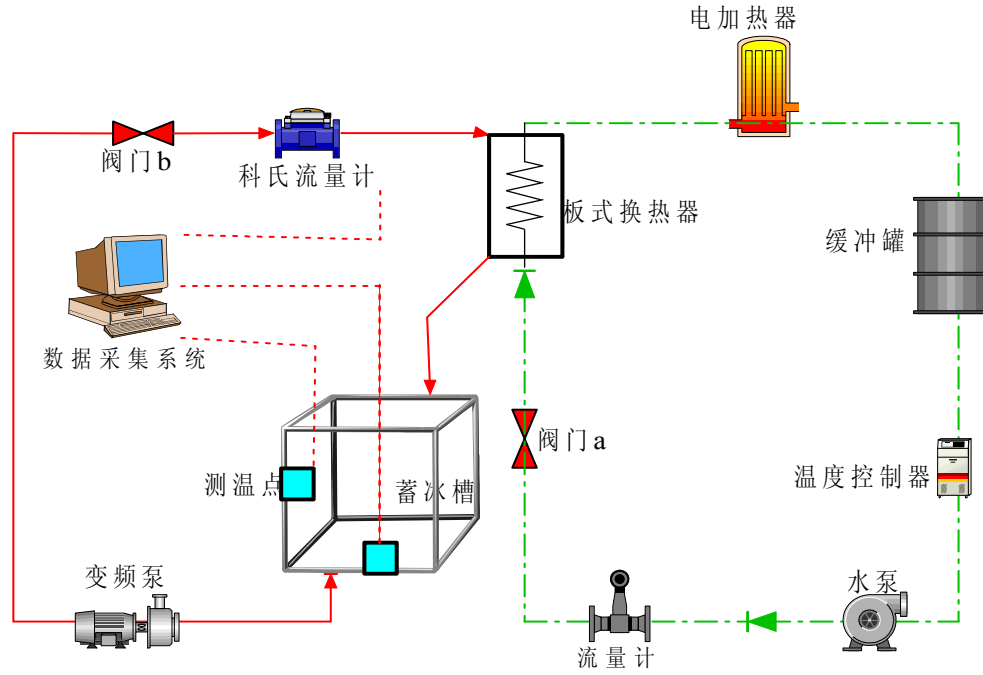 电加热器
阀门b
科氏流量计
板式换热器
缓冲罐
数据采集系统
阀门a
测温点
蓄冰槽
温度控制器
变频泵
水泵
流量计